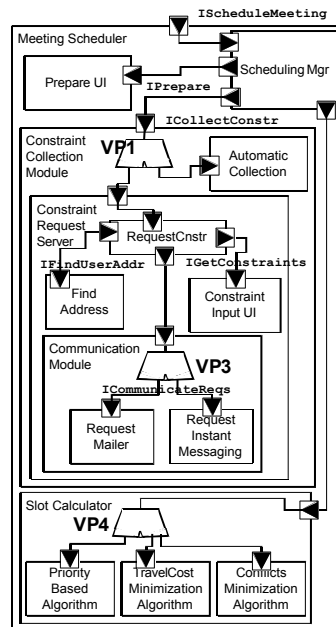 IScheduleMeeting
Meeting Scheduler
Scheduling Mgr
Prepare UI
IPrepare
ICollectConstr
Constraint
Collection
Module
VP1
Automatic
Collection
Constraint
Request
Server
RequestCnstr
IFindUserAddr
IGetConstraints
Find
Address
Constraint
Input UI
Communication
Module
VP3
ICommunicateReqs
Request
Mailer
Request
Instant
Messaging
Slot Calculator
VP4
Priority
Based
Algorithm
TravelCost
Minimization
Algorithm
Conflicts
Minimization
Algorithm